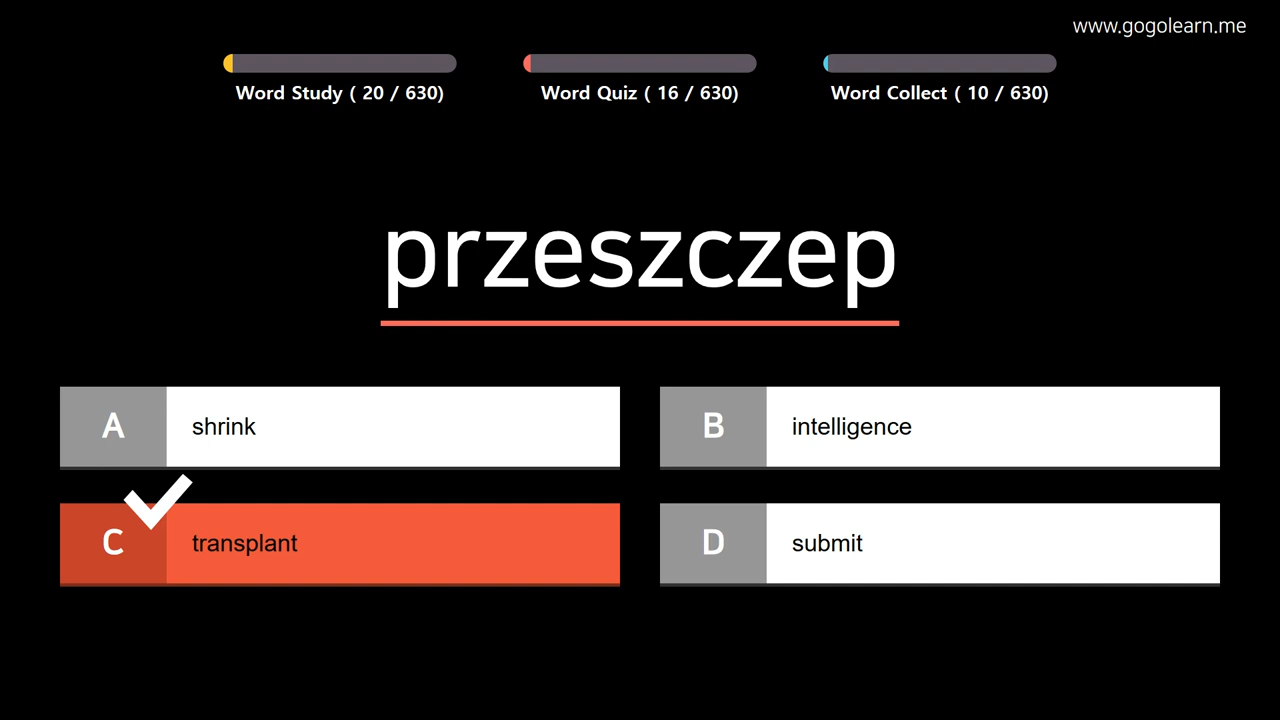 www.gogolearn.me
Word Study ( 20 / 630)
Word Quiz ( 16 / 630)
Word Collect ( 10 / 630)
przeszczep
A shrink
B intelligence
C transplant
D submit